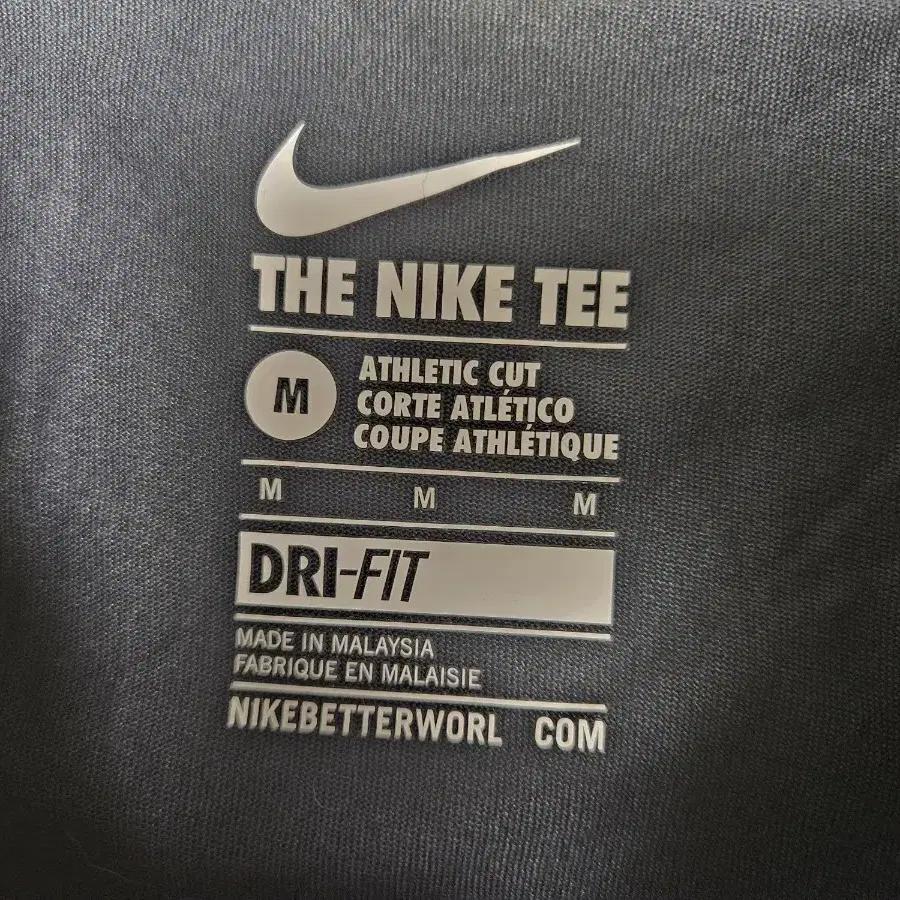 THE NIKE TEE
M
ATHLETIC CUT
CORTE ATLÉTICO
COUPE ATHLÉTIQUE
M M M
DRI-FIT
MADE IN MALAYSIA
FABRIQUE EN MALAISIE
NIKEBETTERWORL COM